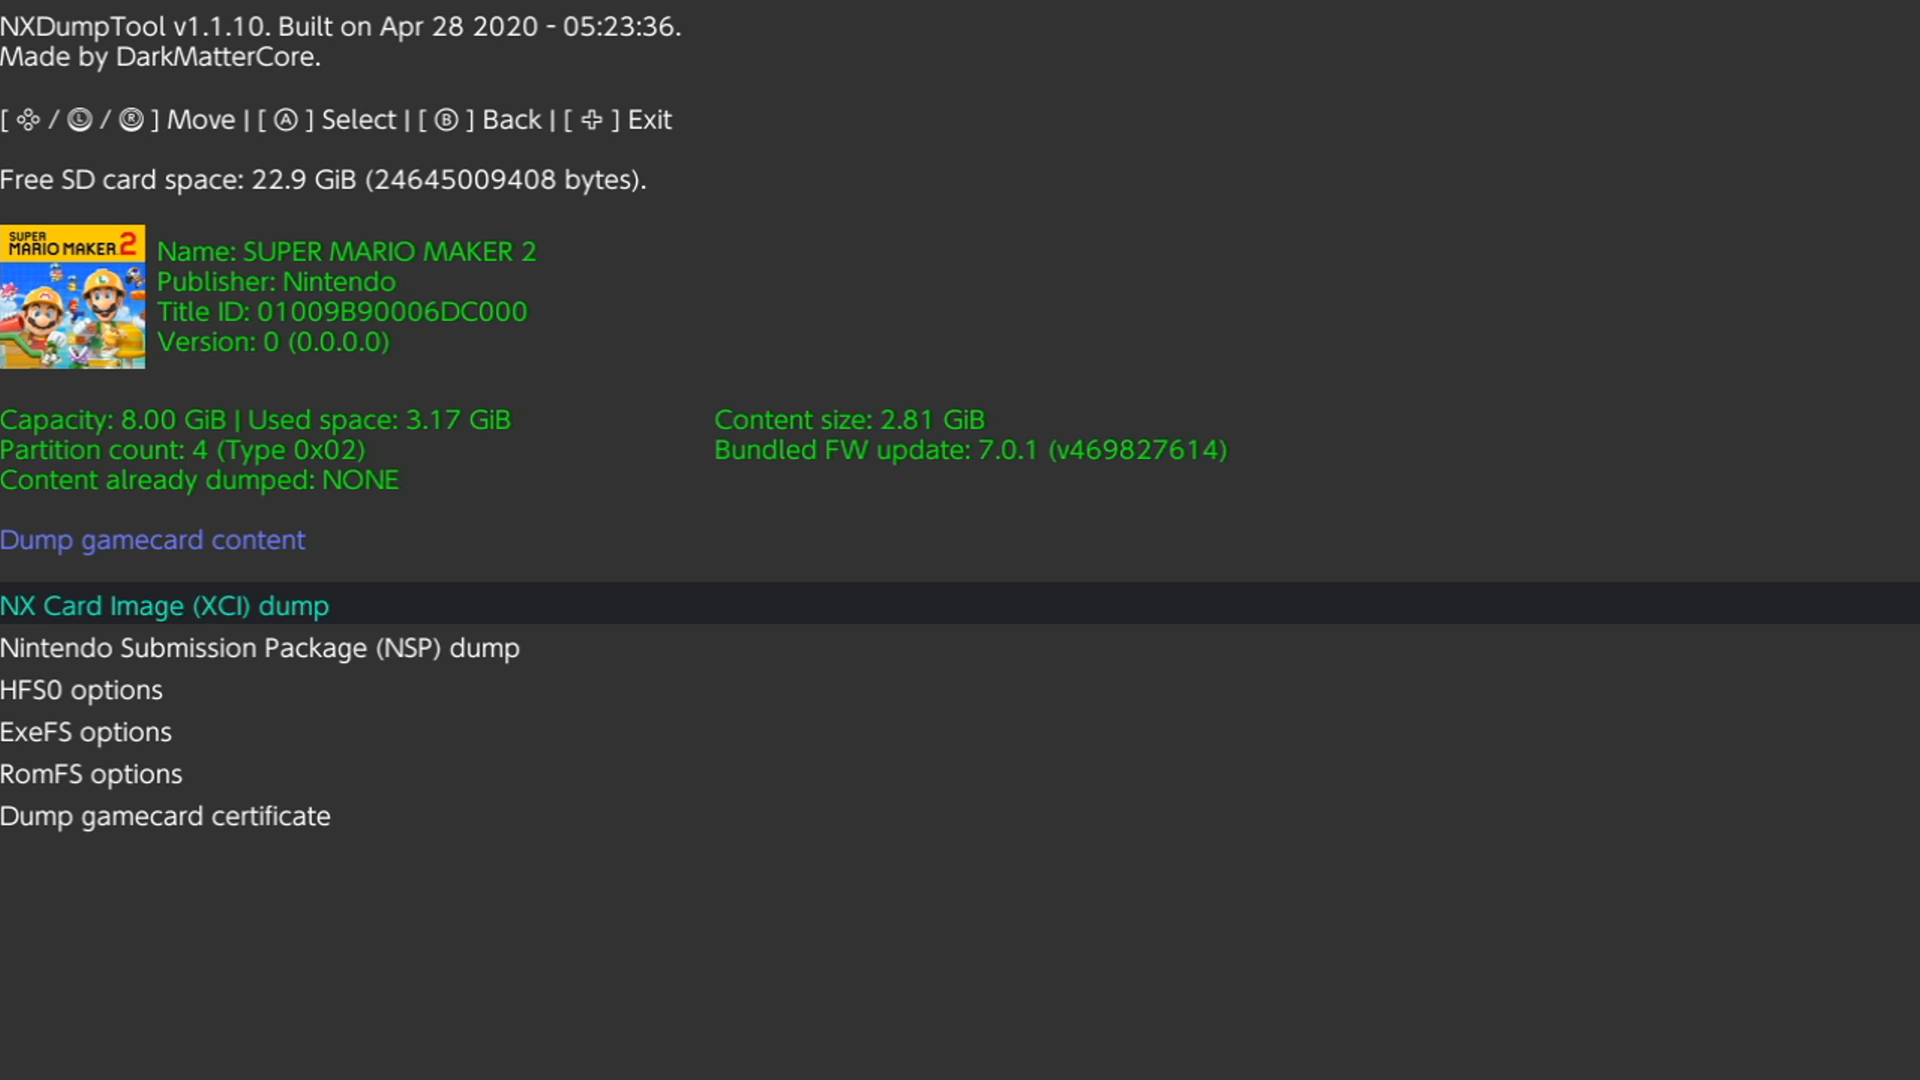 NXDumpTool v1.1.10. Built on Apr 28 2020 - 05:23:36.
Made by DarkMatterCore.
[ / L / R ] Move | [ A ] Select | [ B ] Back | [ + ] Exit
Free SD card space: 22.9 GiB (24645009408 bytes).
SUPER
MARIO MAKER 2
Name: SUPER MARIO MAKER 2
Publisher: Nintendo
Title ID: 01009B90006DC000
Version: 0 (0.0.0.0)
Capacity: 8.00 GiB | Used space: 3.17 GiB
Content size: 2.81 GiB
Partition count: 4 (Type 0x02)
Bundled FW update: 7.0.1 (v469827614)
Content already dumped: NONE
Dump gamecard content
NX Card Image (XCI) dump
Nintendo Submission Package (NSP) dump
HFS0 options
ExeFS options
RomFS options
Dump gamecard certificate